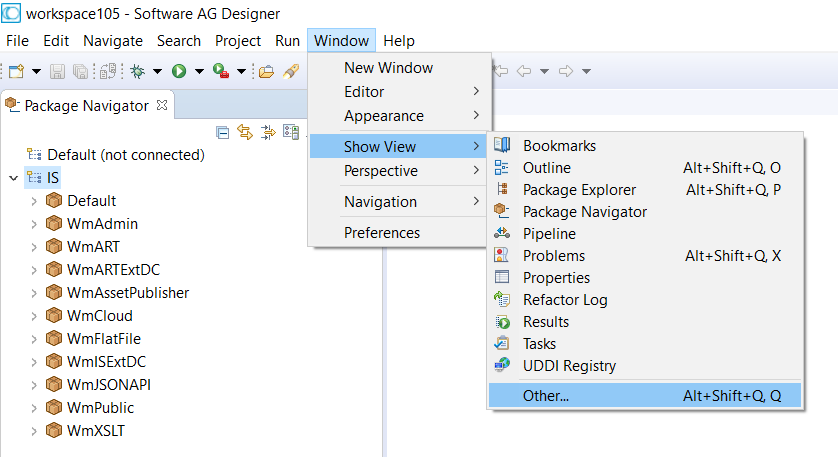 workspace105 - Software AG Designer
File Edit Navigate Search Project Run Window Help
Package Navigator
Default (not connected)
IS
Default
WmAdmin
WmART
WmARTExtDC
WmAssetPublisher
WmCloud
WmFlatFile
WmISExtDC
WmJSONAPI
WmPublic
WmXSLT
New Window
Editor
Appearance
Show View
Perspective
Navigation
Preferences
Bookmarks
Outline Alt+Shift+Q, O
Package Explorer Alt+Shift+Q, P
Package Navigator
Pipeline
Problems Alt+Shift+Q, X
Properties
Refactor Log
Results
Tasks
UDDI Registry
Other... Alt+Shift+Q, Q